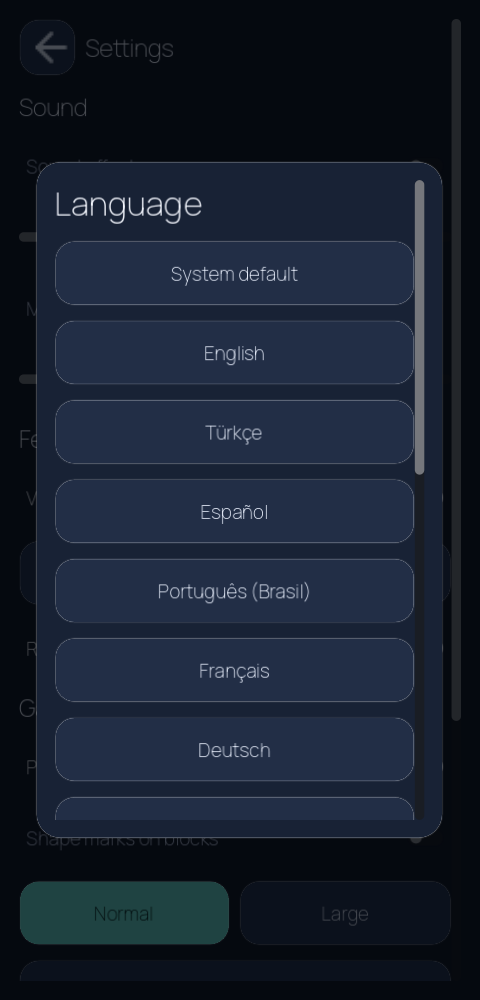 Settings
Sound
Language
System default
English
Türkçe
Español
Português (Brasil)
Français
Deutsch
Shape marks on blocks
Normal
Large